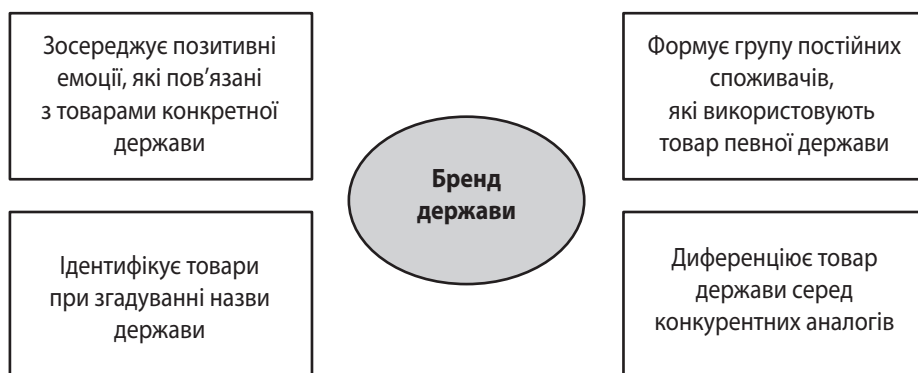 Зосереджує позитивні
емоції, які пов’язані
з товарами конкретної
держави
Формує групу постійних
споживачів,
які використовують
товар певної держави
Бренд
держави
Ідентифікує товари
при згадуванні назви
держави
Диференціює товар
держави серед
конкурентних аналогів